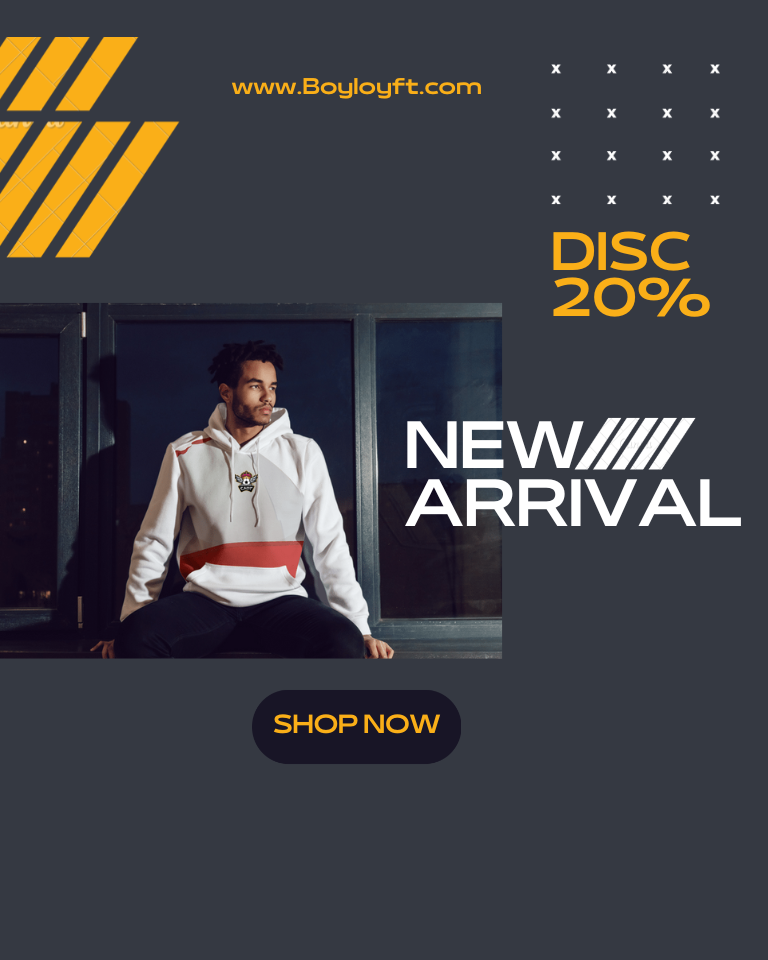 www.Boyloyft.com
x x x x
x x x x
x x x x
x x x x
DISC
20%
NEW
ARRIVAL
SHOP NOW